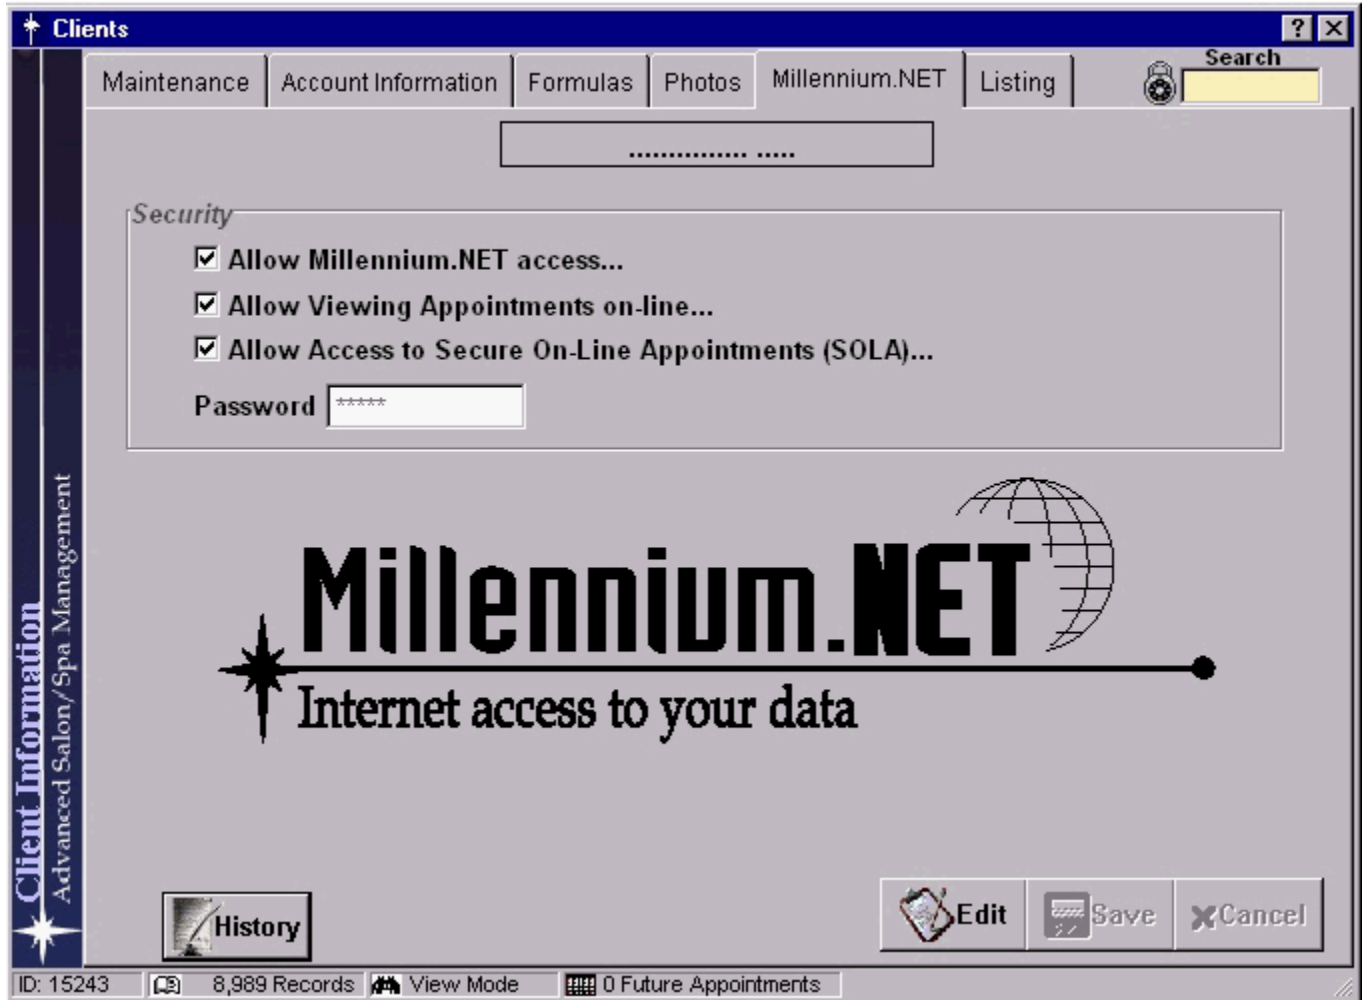 Clients
Maintenance
Account Information
Formulas
Photos
Millennium.NET
Listing
Search
............... .....
Security
Allow Millennium.NET access...
Allow Viewing Appointments on-line...
Allow Access to Secure On-Line Appointments (SOLA)...
Password *****
Millennium.NET
Internet access to your data
Client Information
Advanced Salon/Spa Management
History
Edit
Save
Cancel
ID: 15243
8,989 Records
View Mode
0 Future Appointments